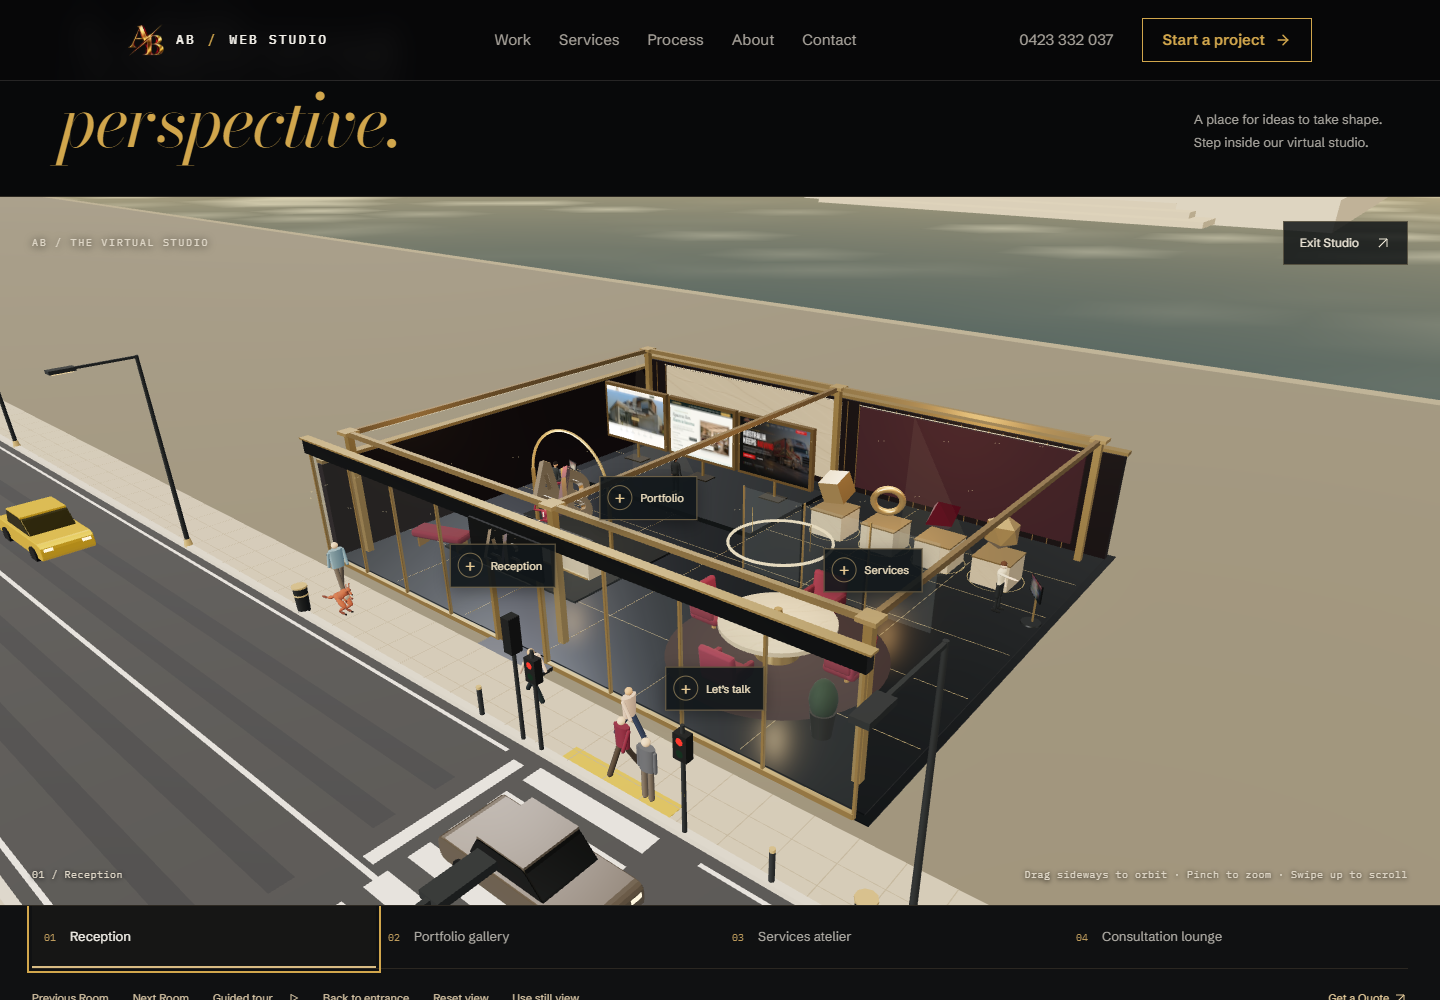 AB / WEB STUDIO
Work
Services
Process
About
Contact
0423 332 037
Start a project
perspective.
A place for ideas to take shape.
Step inside our virtual studio.
AB / THE VIRTUAL STUDIO
Exit Studio
AUSTRALIA
NEEDS
Portfolio
Reception
Services
Let's talk
01 / Reception
Drag sideways to orbit · Pinch to zoom · Swipe up to scroll
01 Reception
02 Portfolio gallery
03 Services atelier
04 Consultation lounge
Previous Room
Next Room
Guided tour
Back to entrance
Reset view
Use still view
Get a Quote